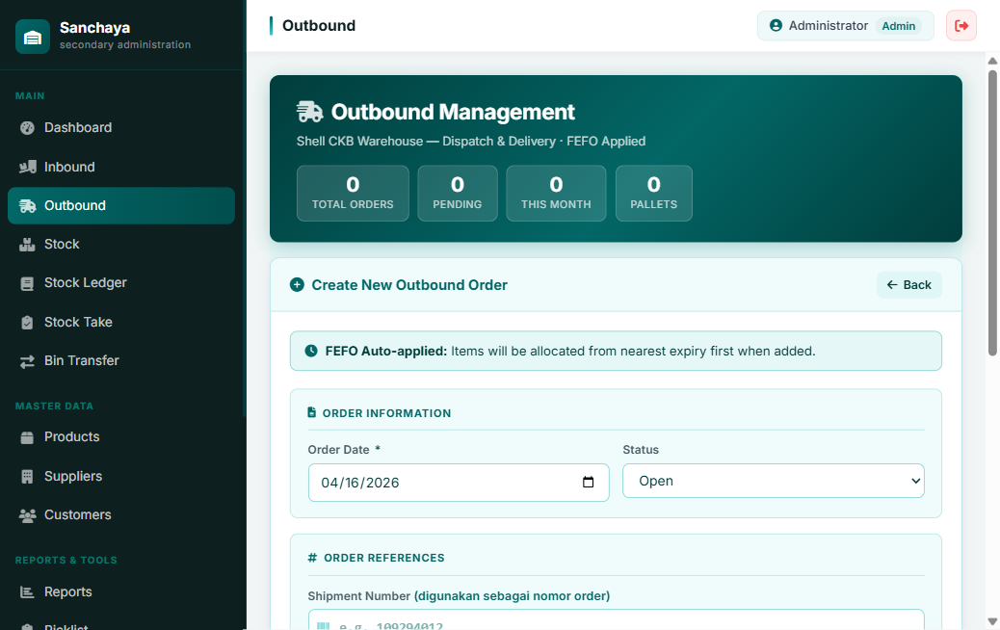 Sanchaya
secondary administration
MAIN
Dashboard
Inbound
Outbound
Stock
Stock Ledger
Stock Take
Bin Transfer
MASTER DATA
Products
Suppliers
Customers
REPORTS & TOOLS
Reports
Picklist
Outbound
Administrator Admin
Outbound Management
Shell CKB Warehouse — Dispatch & Delivery · FEFO Applied
0
TOTAL ORDERS
0
PENDING
0
THIS MONTH
0
PALLETS
Create New Outbound Order
← Back
FEFO Auto-applied: Items will be allocated from nearest expiry first when added.
ORDER INFORMATION
Order Date *
04/16/2026
Status
Open
# ORDER REFERENCES
Shipment Number (digunakan sebagai nomor order)
e.g. 109294012